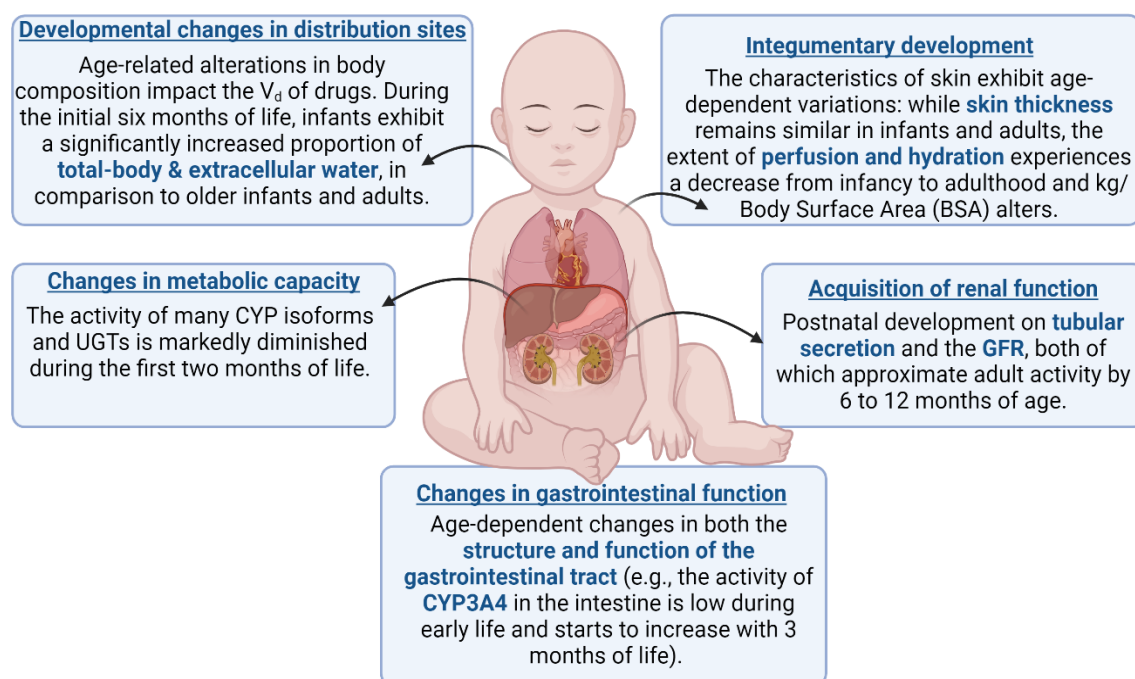 Developmental changes in distribution sites
Age-related alterations in body
composition impact the Vd of drugs. During
the initial six months of life, infants exhibit
a significantly increased proportion of
total-body & extracellular water, in
comparison to older infants and adults.
Integumentary development
The characteristics of skin exhibit age-
dependent variations: while skin thickness
remains similar in infants and adults, the
extent of perfusion and hydration experiences
a decrease from infancy to adulthood and kg/
Body Surface Area (BSA) alters.
Changes in metabolic capacity
The activity of many CYP isoforms
and UGTs is markedly diminished
during the first two months of life.
Acquisition of renal function
Postnatal development on tubular
secretion and the GFR, both of
which approximate adult activity by
6 to 12 months of age.
Changes in gastrointestinal function
Age-dependent changes in both the
structure and function of the
gastrointestinal tract (e.g., the activity of
CYP3A4 in the intestine is low during
early life and starts to increase with 3
months of life).